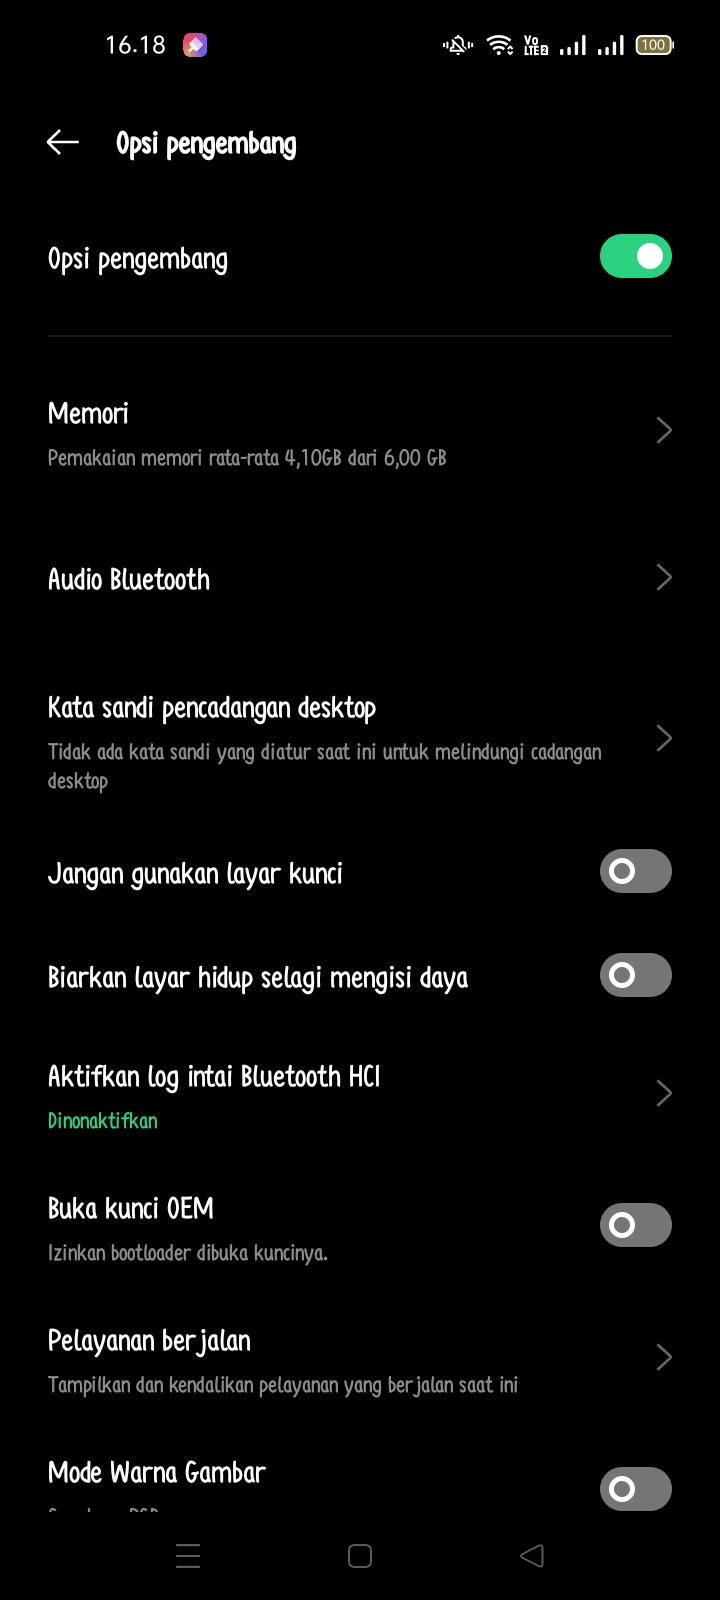 16.18
Vo
LTE2
100
Opsi pengembang
Opsi pengembang
Memori
Pemakaian memori rata-rata 4,10GB dari 6,00 GB
Audio Bluetooth
Kata sandi pencadangan desktop
Tidak ada kata sandi yang diatur saat ini untuk melindungi cadangan
desktop
Jangan gunakan layar kunci
Biarkan layar hidup selagi mengisi daya
Aktifkan log intai Bluetooth HCI
Dinonaktifkan
Buka kunci OEM
Izinkan bootloader dibuka kuncinya.
Pelayanan berjalan
Tampilkan dan kendalikan pelayanan yang berjalan saat ini
Mode Warna Gambar